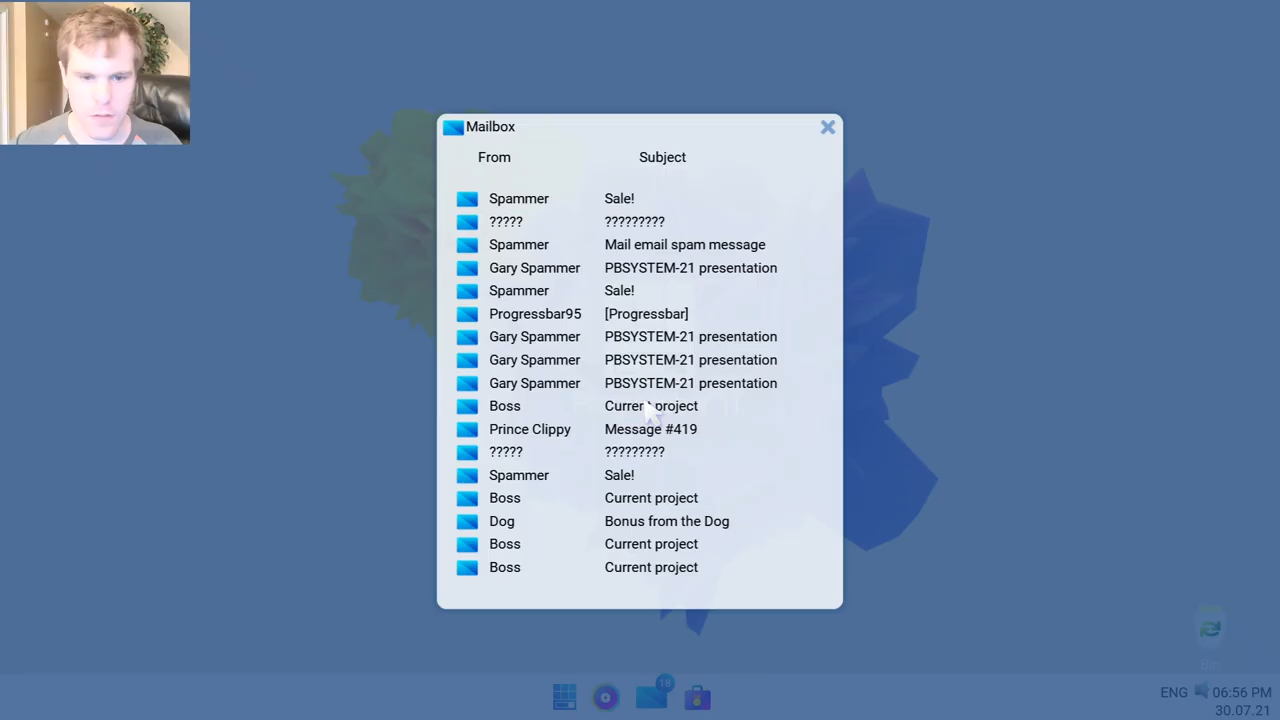 Mailbox
From Subject
Spammer Sale!
????? ?????????
Spammer Mail email spam message
Gary Spammer PBSYSTEM-21 presentation
Spammer Sale!
Progressbar95 [Progressbar]
Gary Spammer PBSYSTEM-21 presentation
Gary Spammer PBSYSTEM-21 presentation
Gary Spammer PBSYSTEM-21 presentation
Boss Current project
Prince Clippy Message #419
????? ?????????
Spammer Sale!
Boss Current project
Dog Bonus from the Dog
Boss Current project
Boss Current project
Bin
18
ENG 06:56 PM
30.07.21